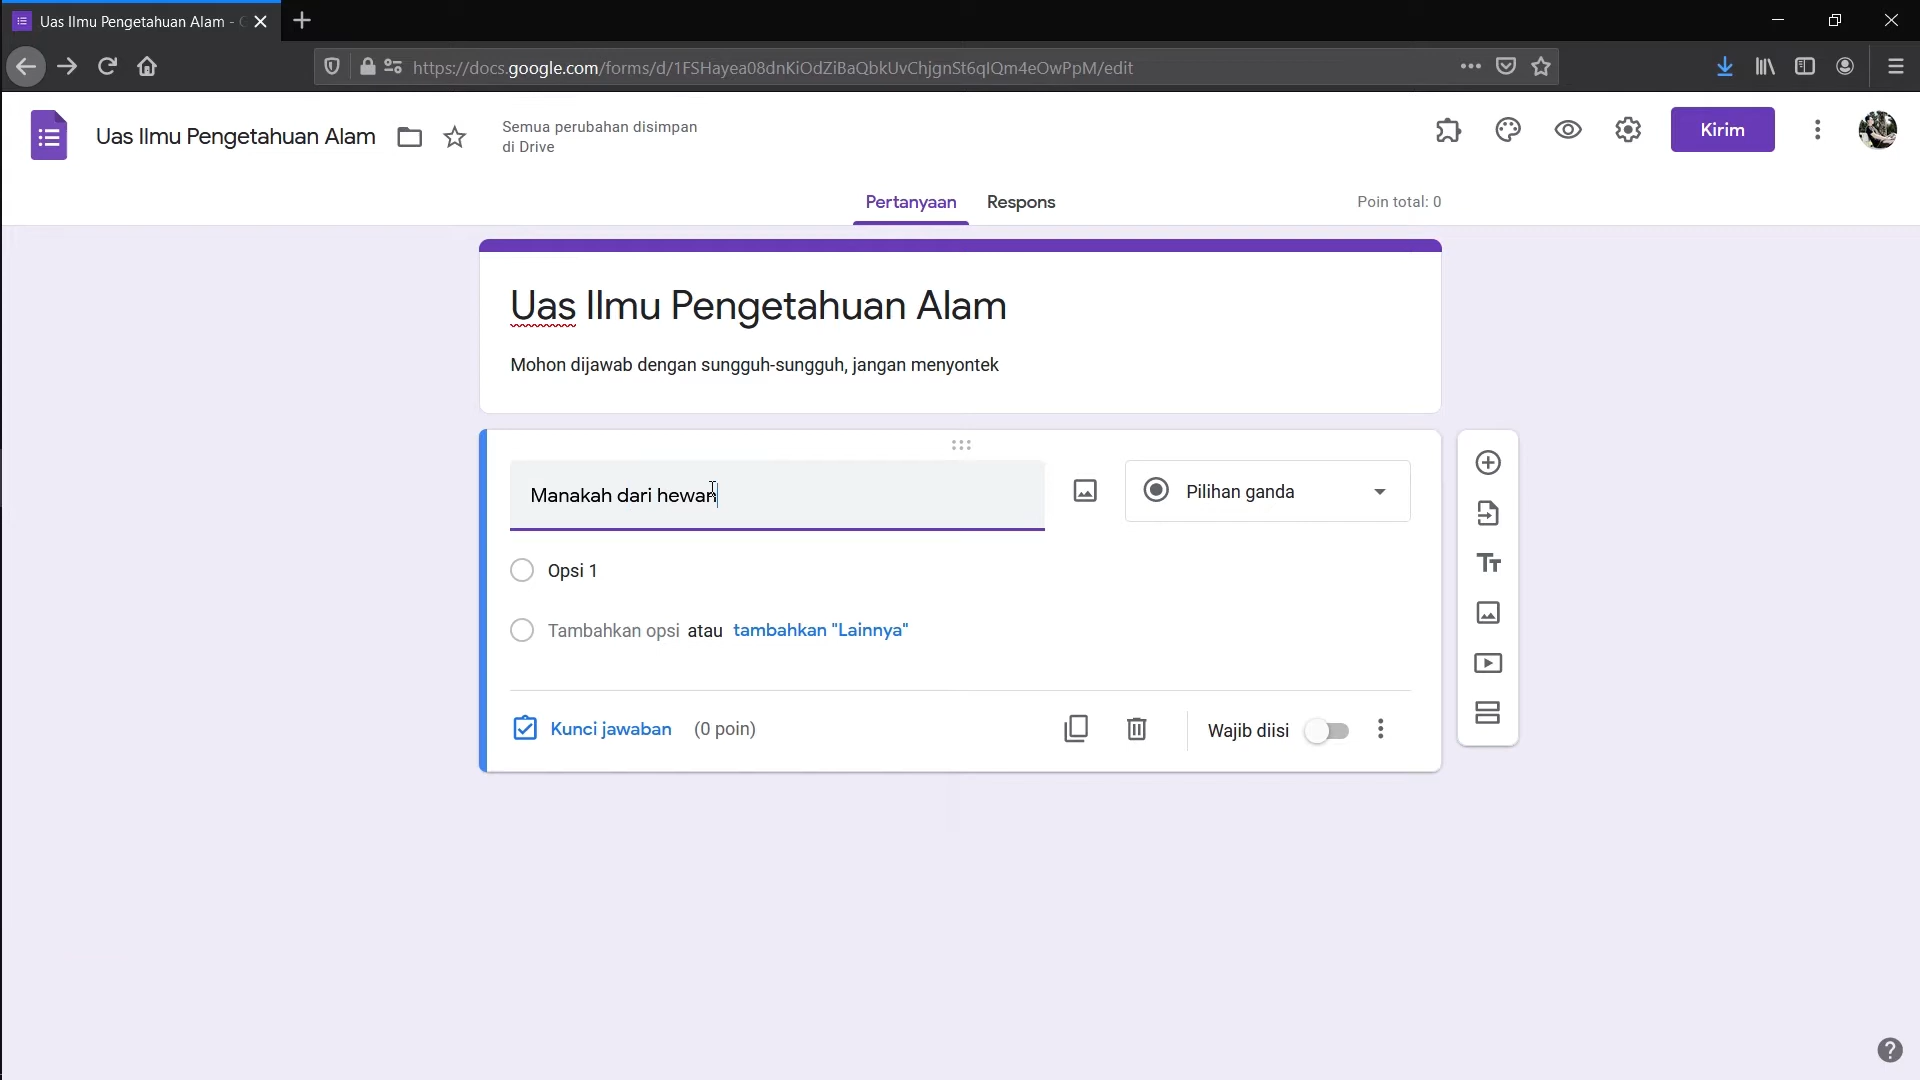 Uas Ilmu Pengetahuan Alam -
https://docs.google.com/forms/d/1FSHayea08dnKiOdZiBaQbkUvChjgnSt6qIQm4eOwPpM/edit
Uas Ilmu Pengetahuan Alam
Semua perubahan disimpan
di Drive
Kirim
Pertanyaan
Respons
Poin total: 0
Uas Ilmu Pengetahuan Alam
Mohon dijawab dengan sungguh-sungguh, jangan menyontek
Manakah dari hewan
Pilihan ganda
Opsi 1
Tambahkan opsi atau tambahkan "Lainnya"
Kunci jawaban (0 poin)
Wajib diisi